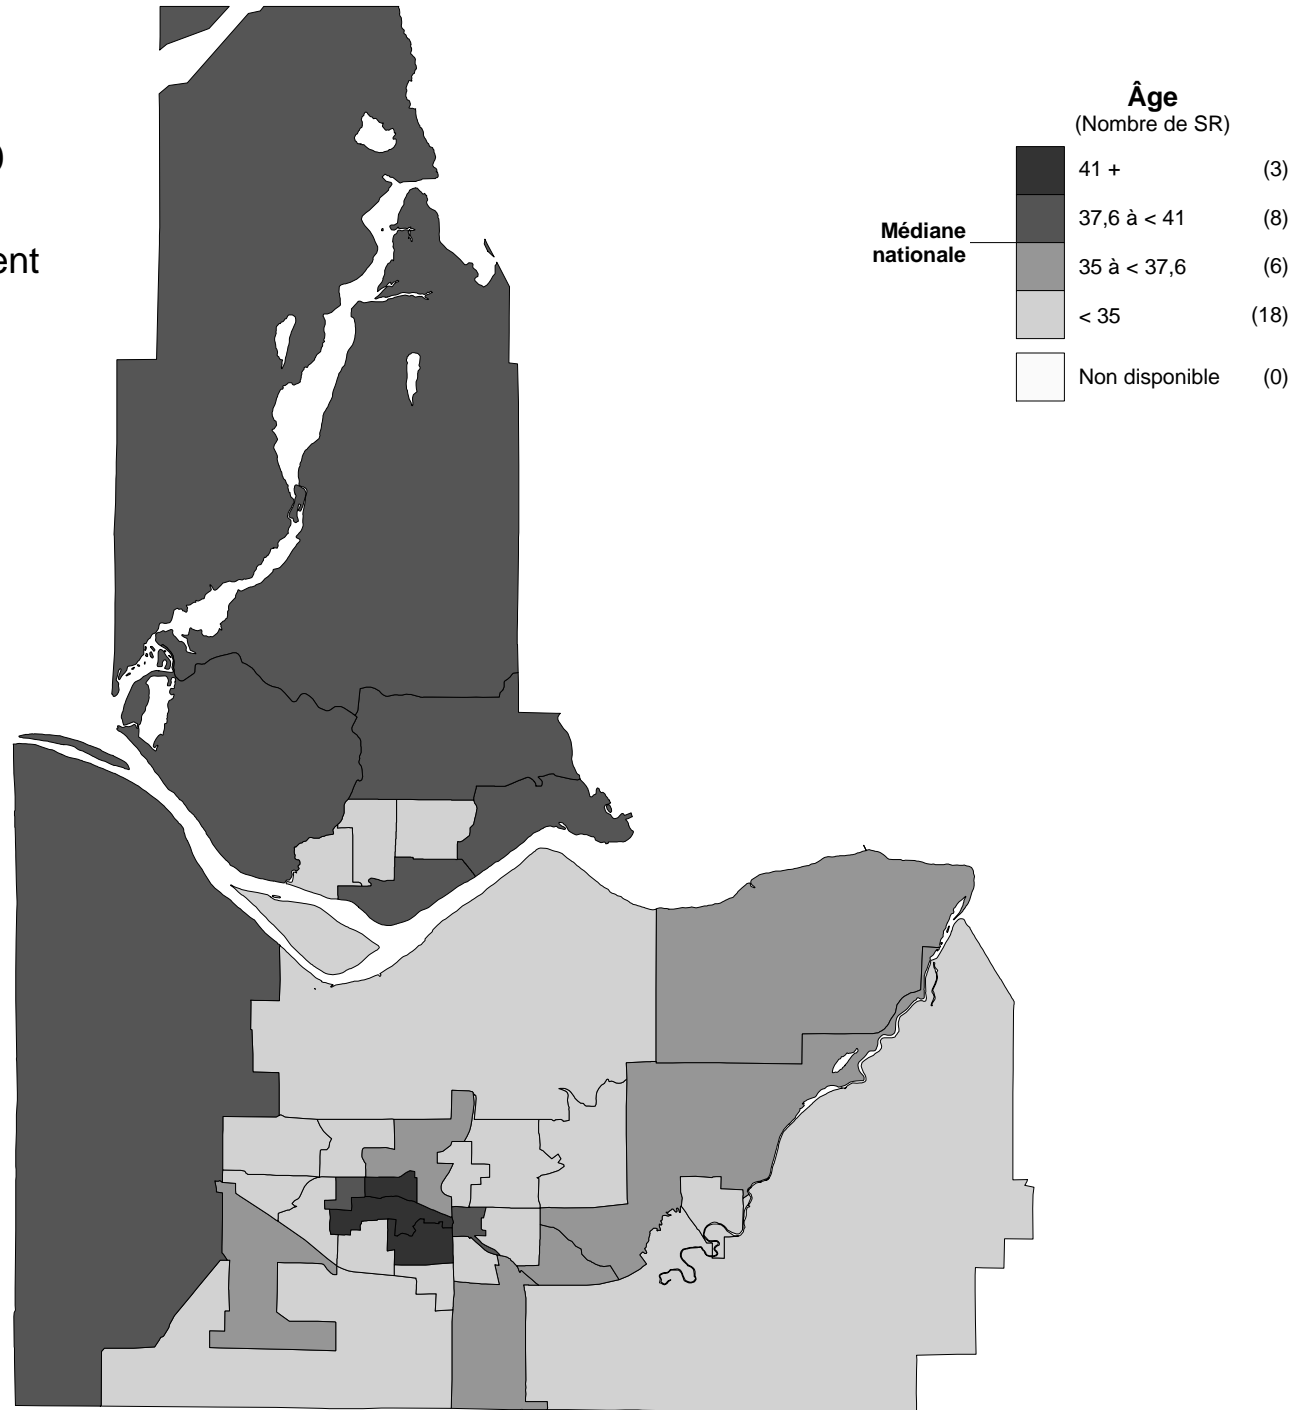 )
ent
Âge
(Nombre de SR)
41 + (3)
37,6 à < 41 (8)
Médiane
nationale
35 à < 37,6 (6)
< 35 (18)
Non disponible (0)